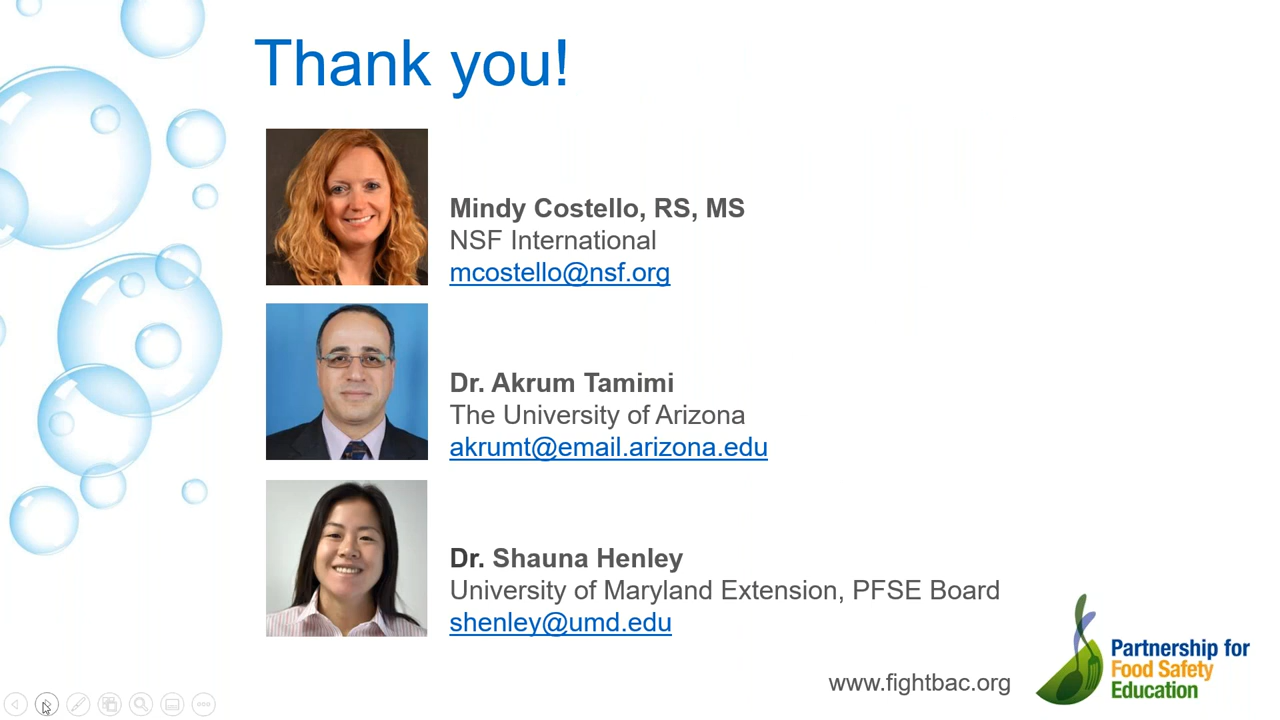 Thank you!
Mindy Costello, RS, MS
NSF International
mcostello@nsf.org
Dr. Akrum Tamimi
The University of Arizona
akrumt@email.arizona.edu
Dr. Shauna Henley
University of Maryland Extension, PFSE Board
shenley@umd.edu
www.fightbac.org
Partnership for
Food Safety
Education